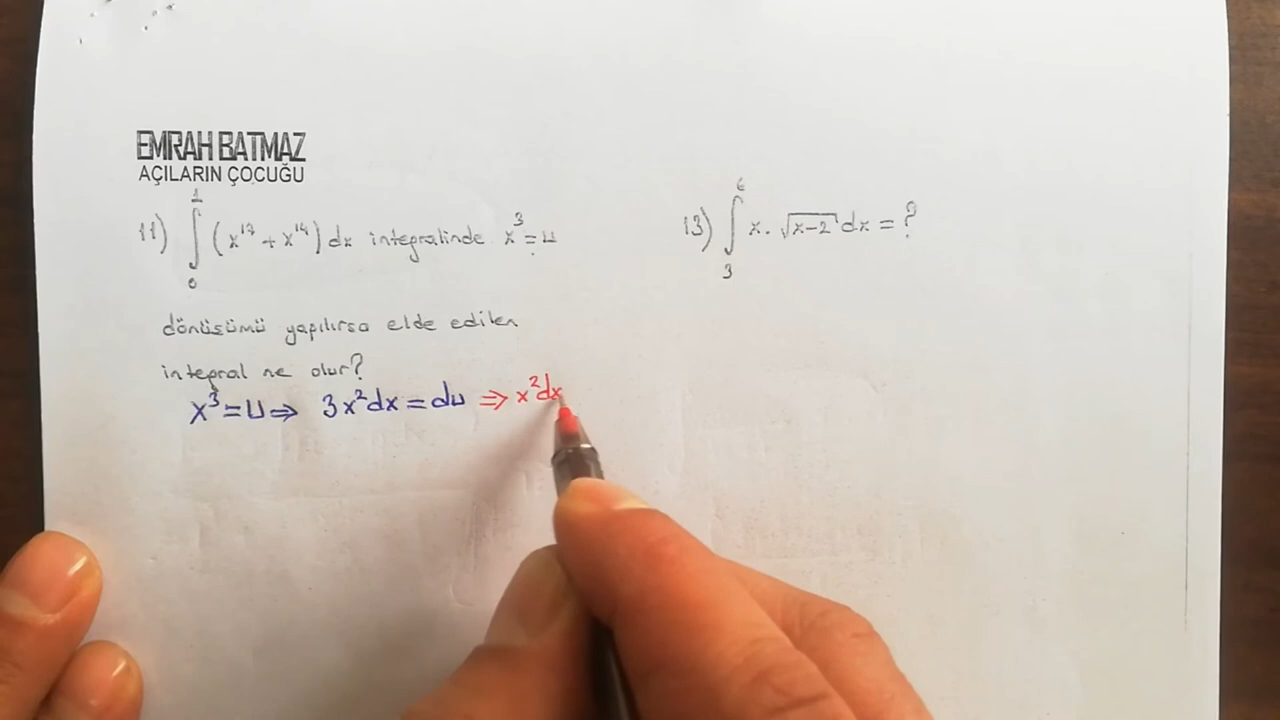 EMRAH BATMAZ
AÇILARIN ÇOCUĞU
11) ∫₀¹ (x¹⁷ + x¹⁴) dx integralinde x³ = u
dönüşümü yapılırsa elde edilen
integral ne olur?
x³ = u ⇒ 3x²dx = du ⇒ x²dx
13) ∫₃⁶ x. √(x-2) dx = ?